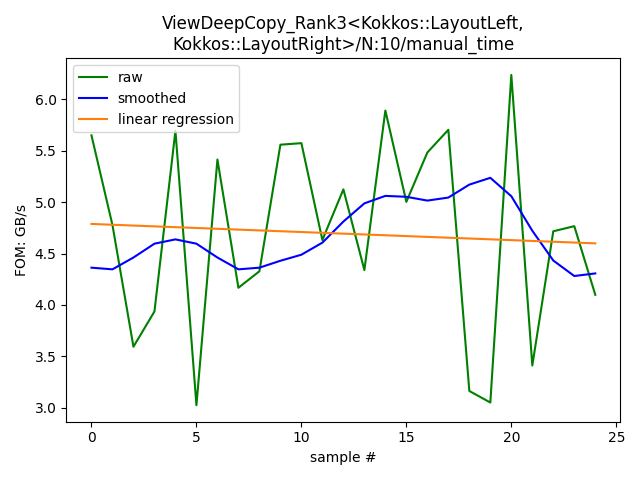 ViewDeepCopy_Rank3<Kokkos::LayoutLeft,
Kokkos::LayoutRight>/N:10/manual_time
raw
smoothed
linear regression
FOM: GB/s
6.0
5.5
5.0
4.5
4.0
3.5
3.0
0 5 10 15 20 25
sample #